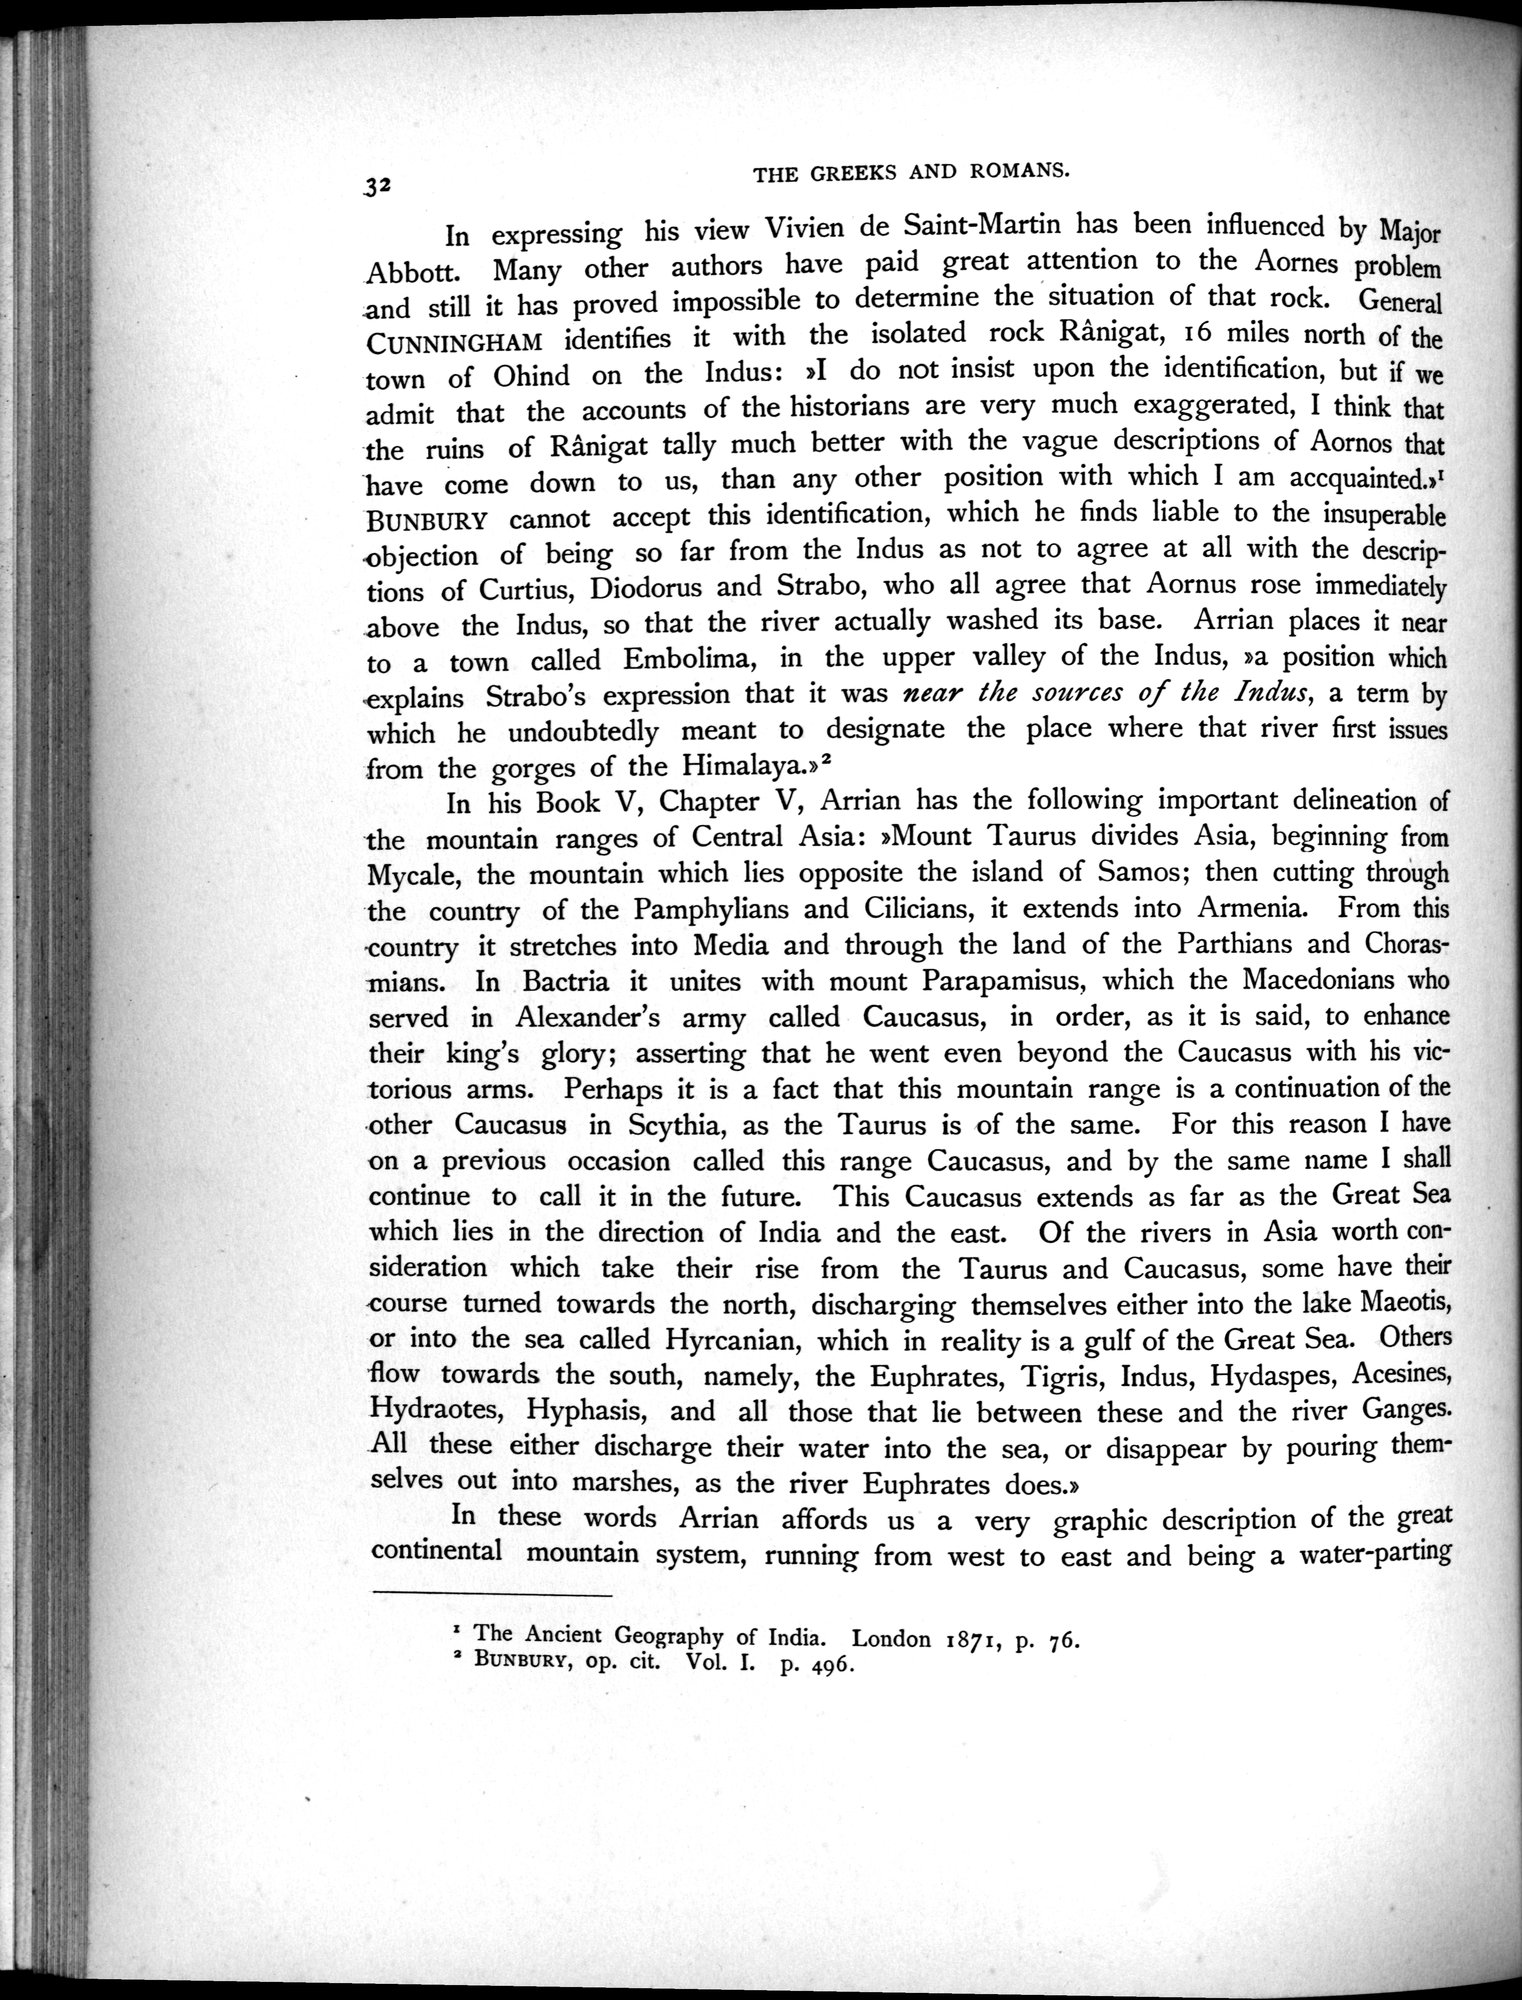 32
THE GREEKS AND ROMANS.
In expressing his view Vivien de Saint-Martin has been influenced by Major
Abbott. Many other authors have paid great attention to the Aornes problem
and still it has proved impossible to determine the situation of that rock. General
CUNNINGHAM identifies it with the isolated rock Rânigat, 16 miles north of the
town of Ohind on the Indus: »I do not insist upon the identification, but if we
admit that the accounts of the historians are very much exaggerated, I think that
the ruins of Rânigat tally much better with the vague descriptions of Aornos that
have come down to us, than any other position with which I am accquainted.»¹
BUNBURY cannot accept this identification, which he finds liable to the insuperable
objection of being so far from the Indus as not to agree at all with the descrip-
tions of Curtius, Diodorus and Strabo, who all agree that Aornus rose immediately
above the Indus, so that the river actually washed its base. Arrian places it near
to a town called Embolima, in the upper valley of the Indus, »a position which
explains Strabo's expression that it was near the sources of the Indus, a term by
which he undoubtedly meant to designate the place where that river first issues
from the gorges of the Himalaya.»²
In his Book V, Chapter V, Arrian has the following important delineation of
the mountain ranges of Central Asia: »Mount Taurus divides Asia, beginning from
Mycale, the mountain which lies opposite the island of Samos; then cutting through
the country of the Pamphylians and Cilicians, it extends into Armenia. From this
country it stretches into Media and through the land of the Parthians and Choras-
mians. In Bactria it unites with mount Parapamisus, which the Macedonians who
served in Alexander's army called Caucasus, in order, as it is said, to enhance
their king's glory; asserting that he went even beyond the Caucasus with his vic-
torious arms. Perhaps it is a fact that this mountain range is a continuation of the
other Caucasus in Scythia, as the Taurus is of the same. For this reason I have
on a previous occasion called this range Caucasus, and by the same name I shall
continue to call it in the future. This Caucasus extends as far as the Great Sea
which lies in the direction of India and the east. Of the rivers in Asia worth con-
sideration which take their rise from the Taurus and Caucasus, some have their
course turned towards the north, discharging themselves either into the lake Maeotis,
or into the sea called Hyrcanian, which in reality is a gulf of the Great Sea. Others
flow towards the south, namely, the Euphrates, Tigris, Indus, Hydaspes, Acesines,
Hydraotes, Hyphasis, and all those that lie between these and the river Ganges.
All these either discharge their water into the sea, or disappear by pouring them-
selves out into marshes, as the river Euphrates does.»
In these words Arrian affords us a very graphic description of the great
continental mountain system, running from west to east and being a water-parting
¹ The Ancient Geography of India. London 1871, p. 76.
² BUNBURY, op. cit. Vol. I. p. 496.